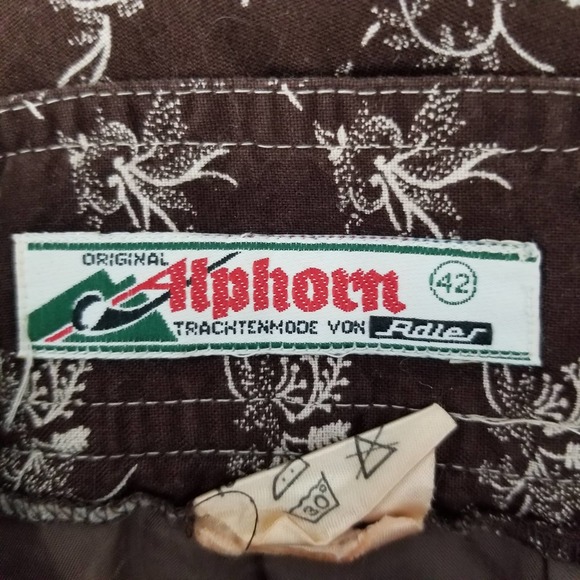 ORIGINAL
Alphorn
42
TRACHTENMODE VON Adler
30°